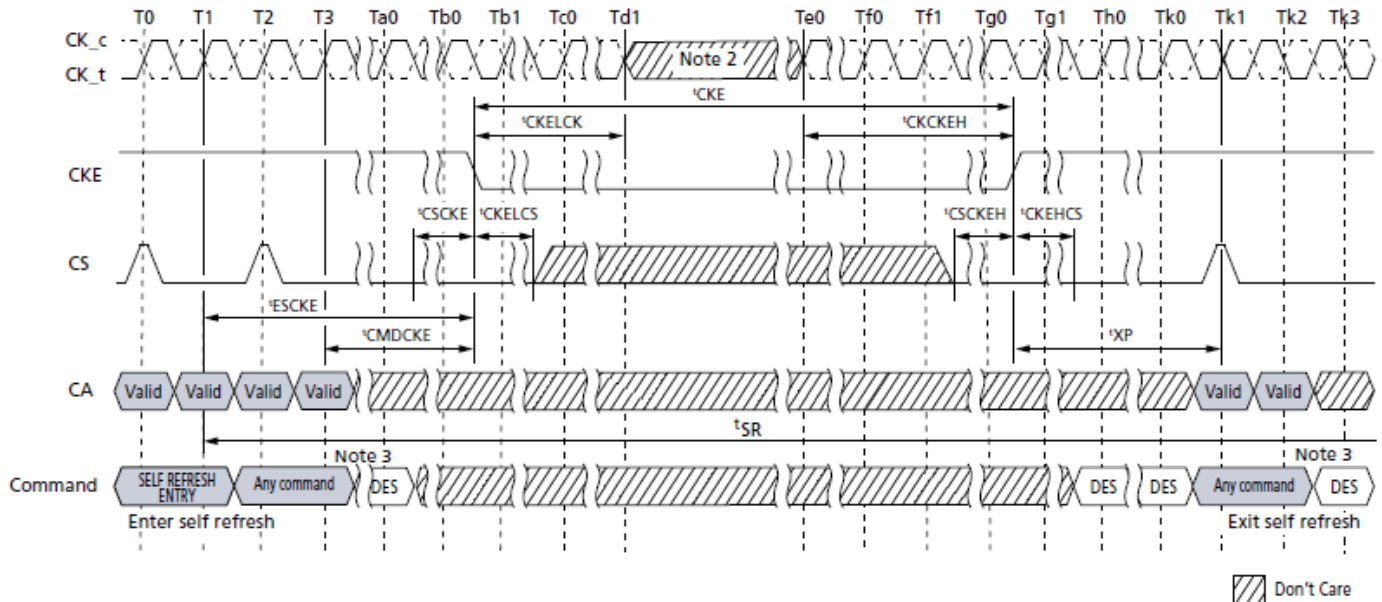 T0 T1 T2 T3 Ta0 Tb0 Tb1 Tc0 Td1 Te0 Tf0 Tf1 Tg0 Tg1 Th0 Tk0 Tk1 Tk2 Tk3
CK_c
CK_t
Note 2
tCKE
tCKELCK tCKCKEH
CKE
tCSCKE tCKELCS tCSCKEH tCKEHCS
CS
tESCKE
tCMDCKE tXP
CA Valid Valid Valid Valid Valid Valid
tSR
Note 3 Note 3
Command SELF REFRESH ENTRY Any command DES DES DES Any command DES
Enter self refresh Exit self refresh
Don't Care